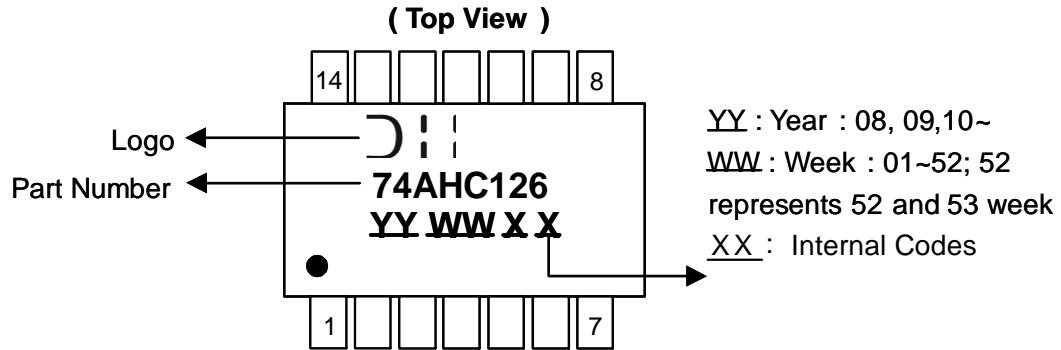 ( Top View )
14 8
Logo
Part Number
74AHC126
YY WW X X
1 7
YY : Year : 08, 09,10~
WW : Week : 01~52; 52
represents 52 and 53 week
XX : Internal Codes